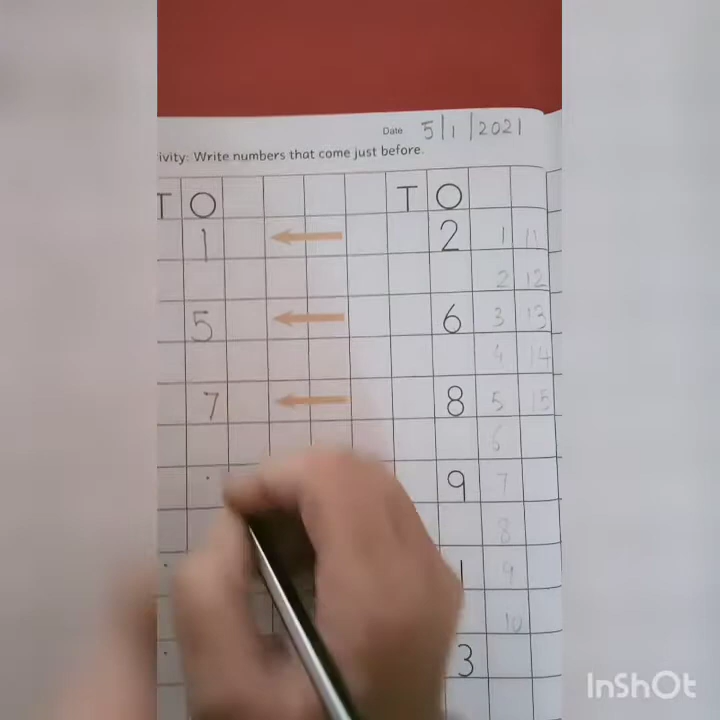 Date 5/1/2021
ivity: Write numbers that come just before.
T O T O
1 2 1 11
2 12
5 6 3 13
4 14
7 8 5 15
6
9 7
8
1 9
10
3
InShOt